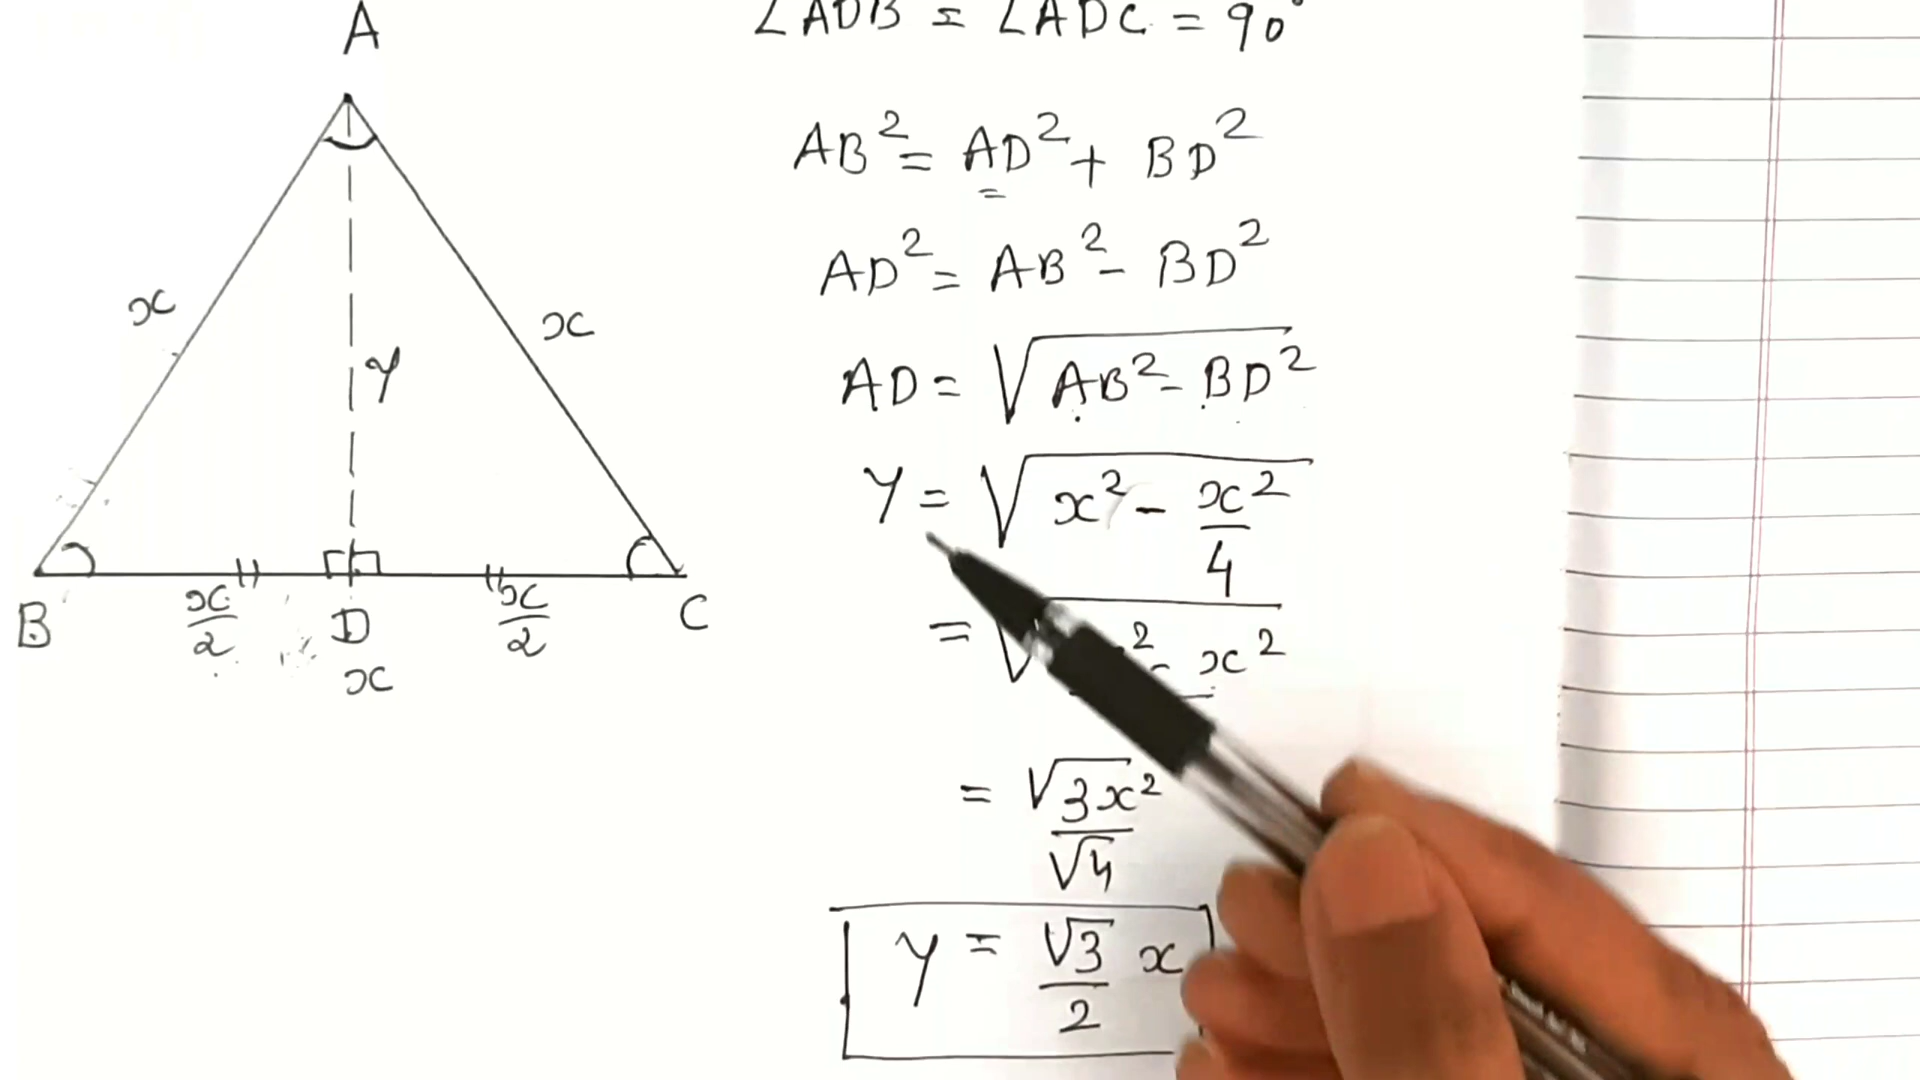 A
x
x
y
B
x/2
D
x/2
C
x
∠ADB = ∠ADC = 90°
AB² = AD² + BD²
AD² = AB² - BD²
AD = √(AB² - BD²)
Y = √(x² - x²/4)
= √ ² - x²
= √3x²/√4
y = √3/2 x